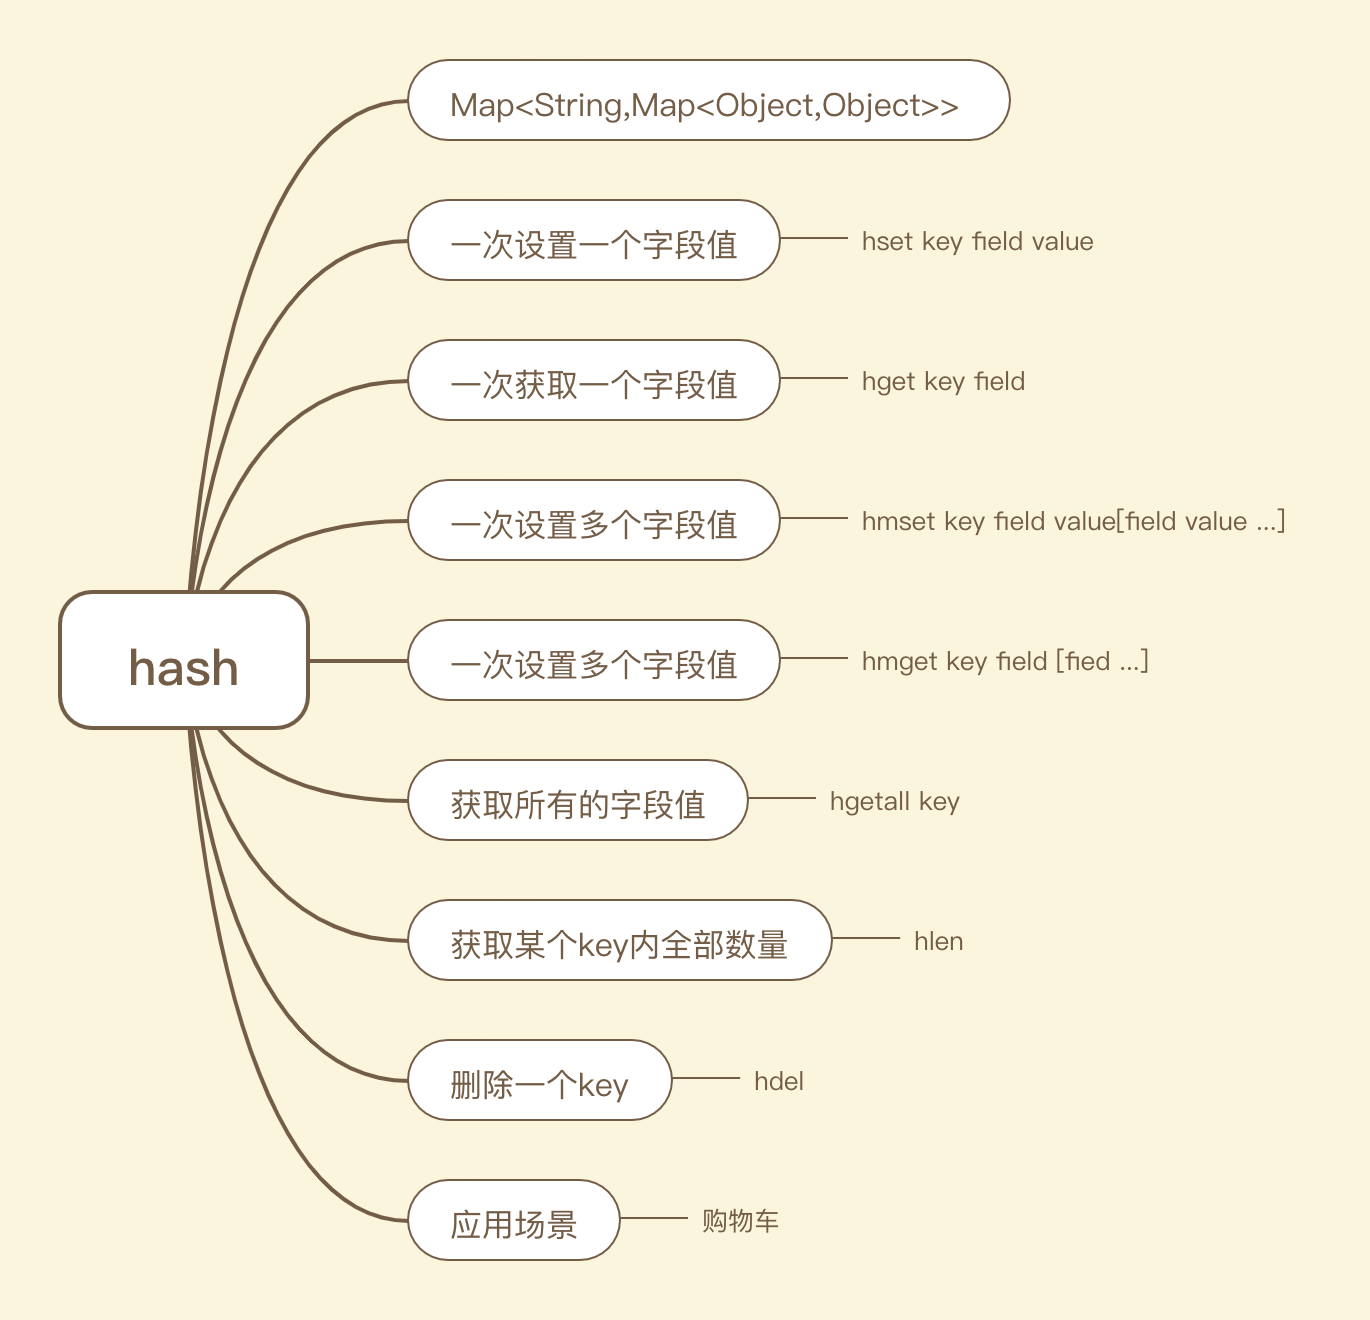 Map<String,Map<Object,Object>>
一次设置一个字段值
hset key field value
一次获取一个字段值
hget key field
一次设置多个字段值
hmset key field value[field value ...]
hash
一次设置多个字段值
hmget key field [fied ...]
获取所有的字段值
hgetall key
获取某个key内全部数量
hlen
删除一个key
hdel
应用场景
购物车